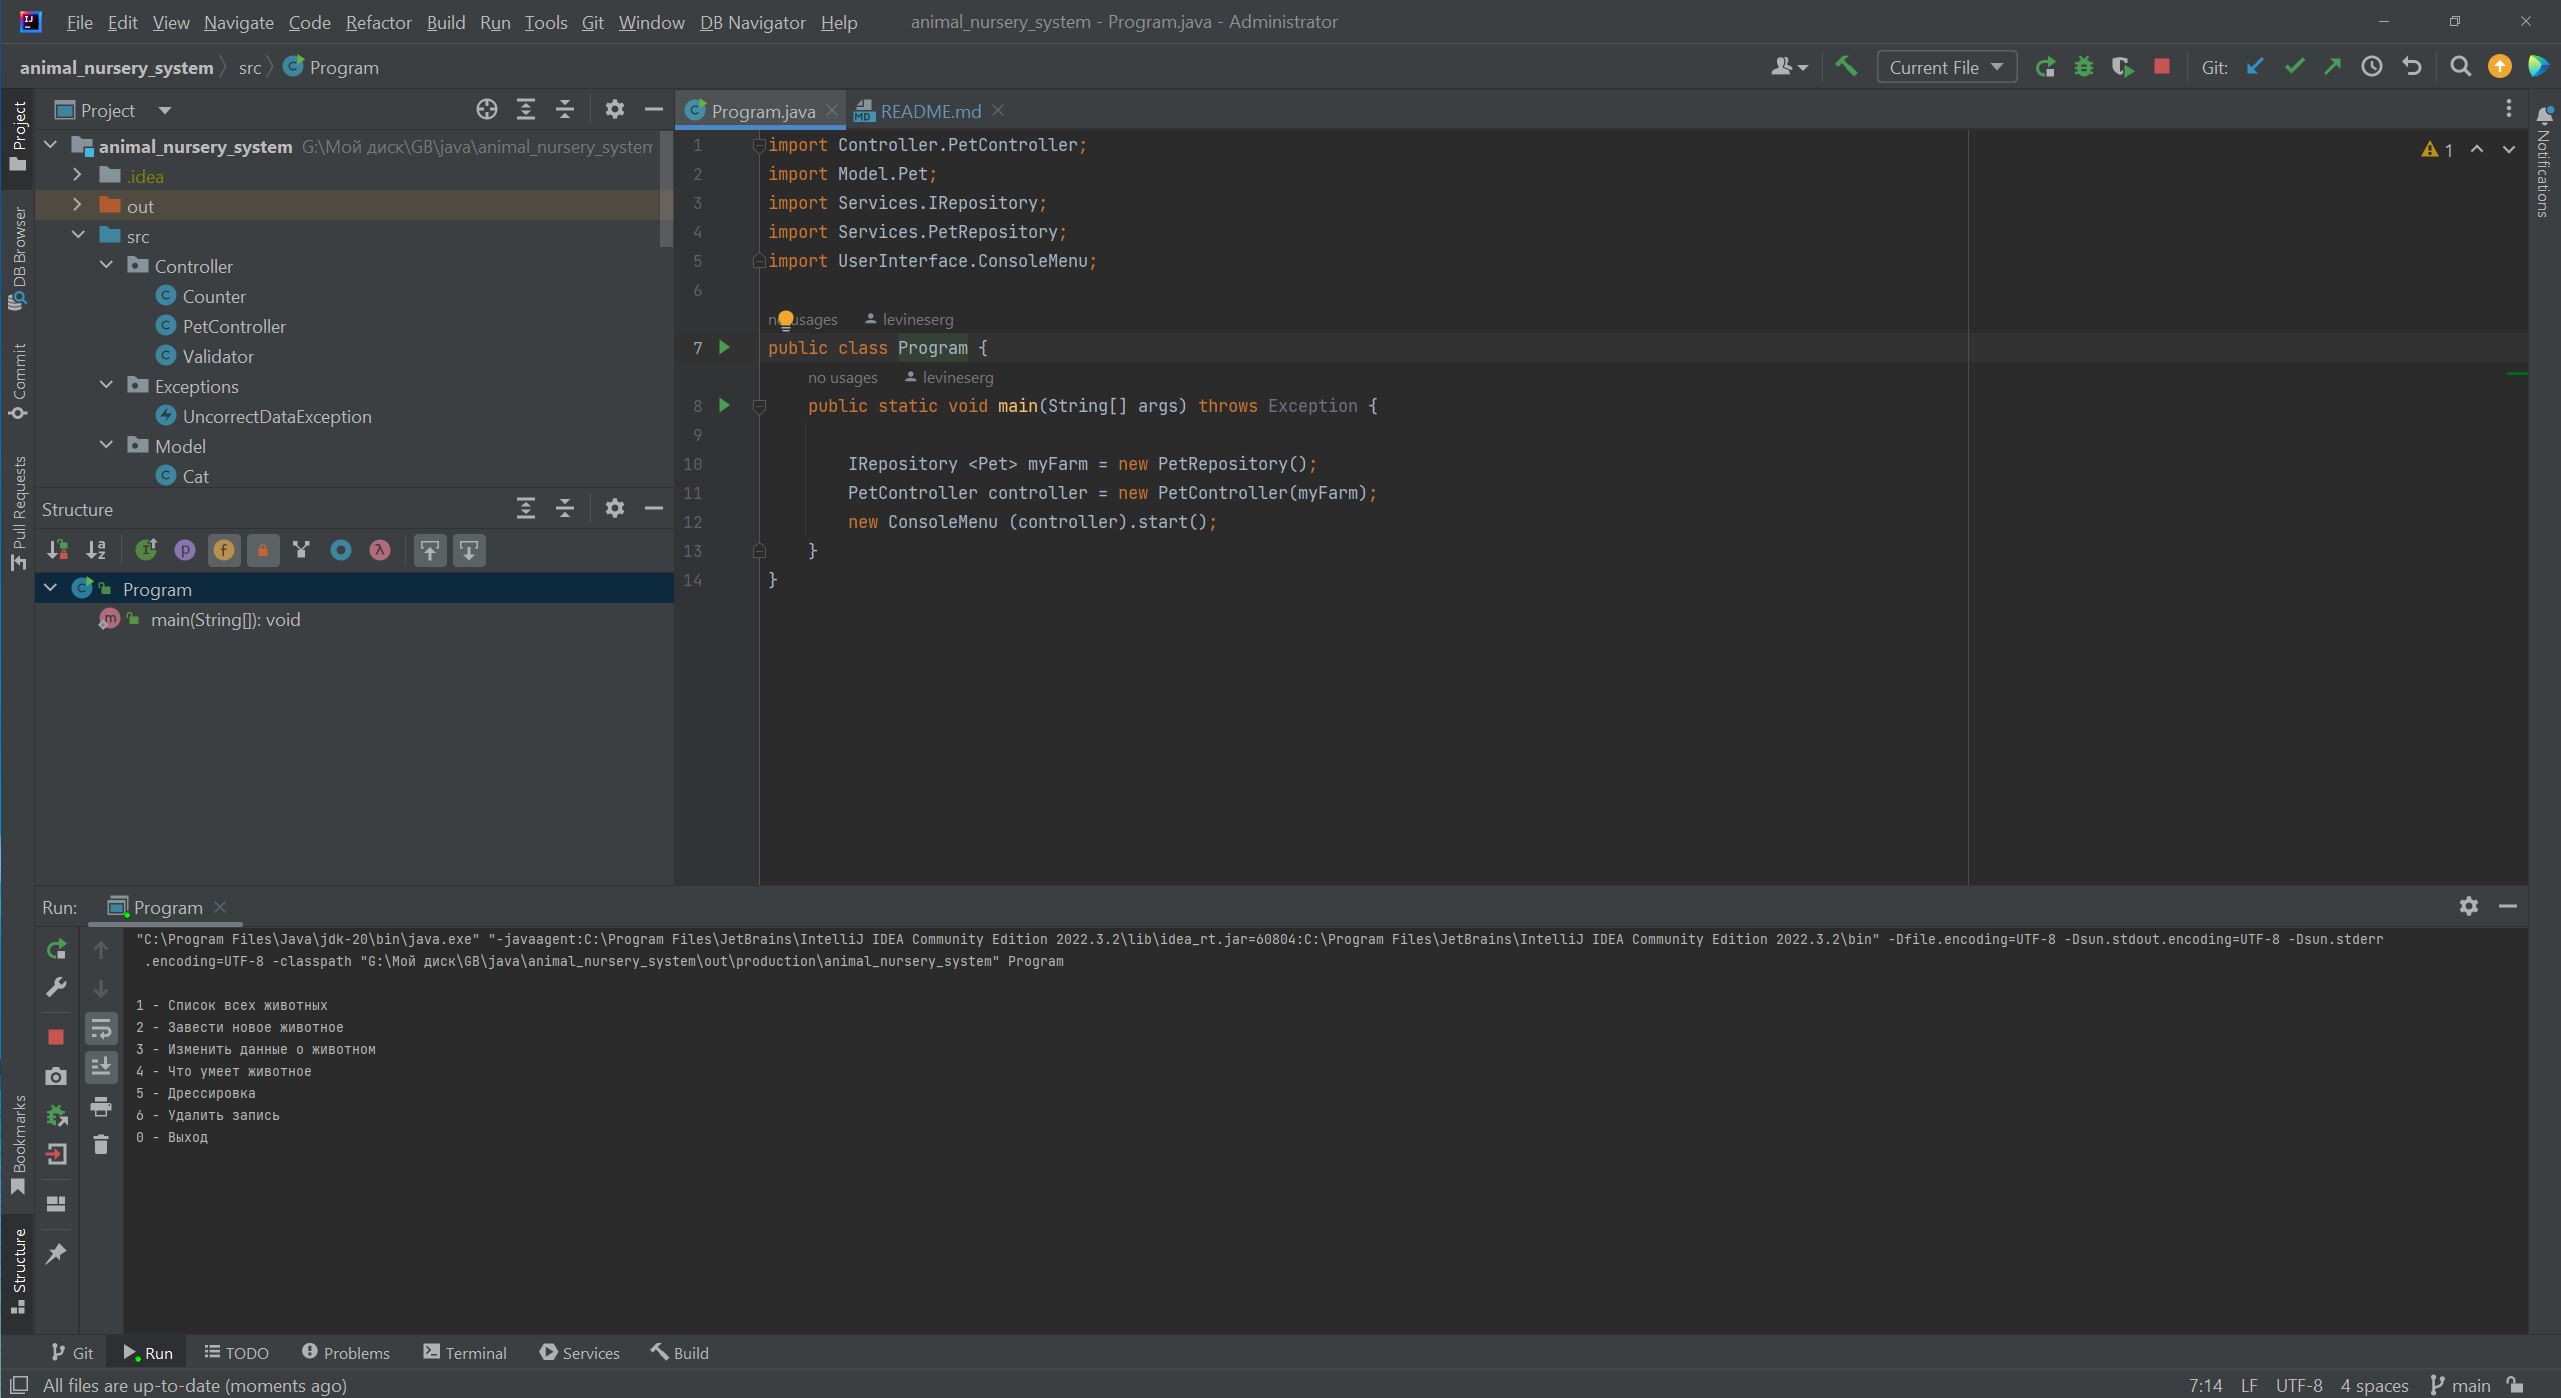 File Edit View Navigate Code Refactor Build Run Tools Git Window DB Navigator Help animal_nursery_system - Program.java - Administrator
animal_nursery_system src Program Current File Git:
Project
Program.java README.md
animal_nursery_system G:\Мой диск\GB\java\animal_nursery_system
.idea
out
src
Controller
Counter
PetController
Validator
Exceptions
UncorrectDataException
Model
Cat
1 import Controller.PetController;
2 import Model.Pet;
3 import Services.IRepository;
4 import Services.PetRepository;
5 import UserInterface.ConsoleMenu;
6
no usages levineserg
7 public class Program {
no usages levineserg
8 public static void main(String[] args) throws Exception {
9
10 IRepository <Pet> myFarm = new PetRepository();
11 PetController controller = new PetController(myFarm);
12 new ConsoleMenu (controller).start();
13 }
14 }
1
Structure
Program
main(String[]): void
Project
DB Browser
Commit
Pull Requests
Bookmarks
Structure
Notifications
Run: Program
"C:\Program Files\Java\jdk-20\bin\java.exe" "-javaagent:C:\Program Files\JetBrains\IntelliJ IDEA Community Edition 2022.3.2\lib\idea_rt.jar=60804:C:\Program Files\JetBrains\IntelliJ IDEA Community Edition 2022.3.2\bin" -Dfile.encoding=UTF-8 -Dsun.stdout.encoding=UTF-8 -Dsun.stderr
.encoding=UTF-8 -classpath "G:\Мой диск\GB\java\animal_nursery_system\out\production\animal_nursery_system" Program
1 - Список всех животных
2 - Завести новое животное
3 - Изменить данные о животном
4 - Что умеет животное
5 - Дрессировка
6 - Удалить запись
0 - Выход
Git Run TODO Problems Terminal Services Build
All files are up-to-date (moments ago) 7:14 LF UTF-8 4 spaces main